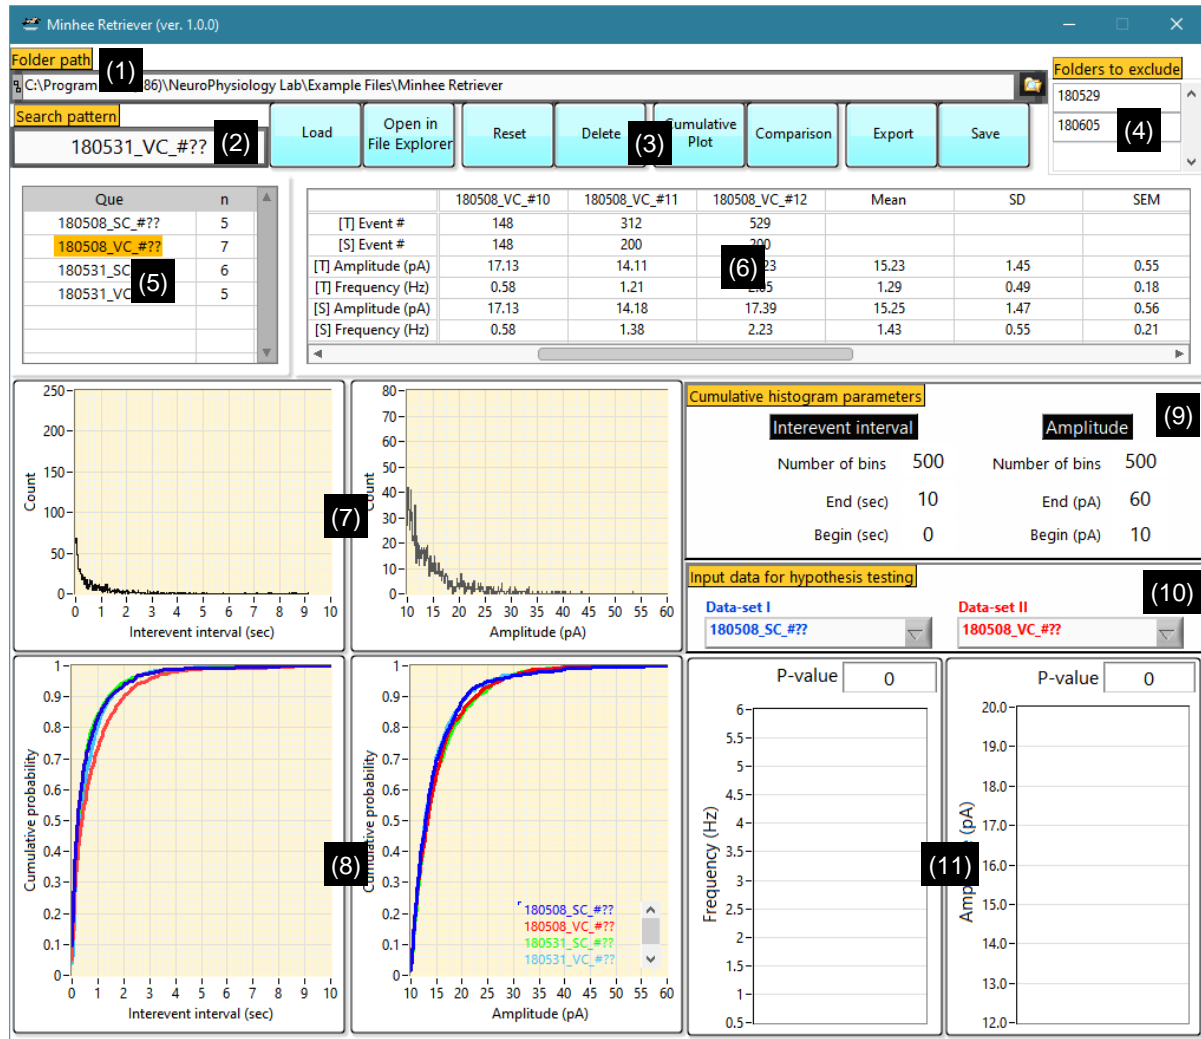 Minhee Retriever (ver. 1.0.0)
Folder path
(1)
C:\Program 86)\NeuroPhysiology Lab\Example Files\Minhee Retriever
Folders to exclude
180529
180605
(4)
Search pattern
180531_VC_#??
(2)
Load
Open in
File Explorer
Reset
Delete
(3)
Cumulative
Plot
Comparison
Export
Save
Que n
180508_SC_#?? 5
180508_VC_#?? 7
180531_SC 6
180531_VC 5
(5)
180508_VC_#10 180508_VC_#11 180508_VC_#12 Mean SD SEM
[T] Event # 148 312 529
[S] Event # 148 200 200
[T] Amplitude (pA) 17.13 14.11 23 15.23 1.45 0.55
[T] Frequency (Hz) 0.58 1.21 2.05 1.29 0.49 0.18
[S] Amplitude (pA) 17.13 14.18 17.39 15.25 1.47 0.56
[S] Frequency (Hz) 0.58 1.38 2.23 1.43 0.55 0.21
(6)
250
200
150
100
50
0
Count
0 1 2 3 4 5 6 7 8 9 10
Interevent interval (sec)
(7)
80
70
60
50
40
30
20
10
0
Count
10 15 20 25 30 35 40 45 50 55 60
Amplitude (pA)
Cumulative histogram parameters
(9)
Interevent interval Amplitude
Number of bins 500 Number of bins 500
End (sec) 10 End (pA) 60
Begin (sec) 0 Begin (pA) 10
Input data for hypothesis testing
(10)
Data-set I Data-set II
180508_SC_#?? 180508_VC_#??
1
0.9
0.8
0.7
0.6
0.5
0.4
0.3
0.2
0.1
0
Cumulative probability
0 1 2 3 4 5 6 7 8 9 10
Interevent interval (sec)
(8)
1
0.9
0.8
0.7
0.6
0.5
0.4
0.3
0.2
0.1
0
Cumulative probability
180508_SC_#??
180508_VC_#??
180531_SC_#??
180531_VC_#??
10 15 20 25 30 35 40 45 50 55 60
Amplitude (pA)
P-value 0
6
5.5
5
4.5
4
3.5
3
2.5
2
1.5
1
0.5
Frequency (Hz)
(11)
P-value 0
20.0
19.0
18.0
17.0
16.0
15.0
14.0
13.0
12.0
(pA)